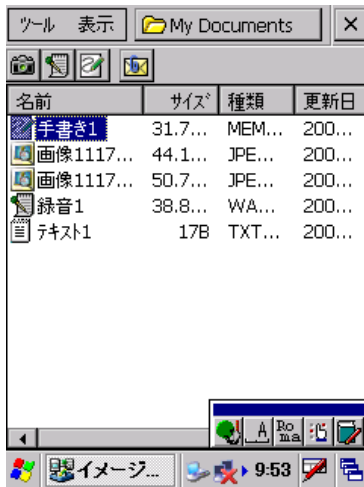 ツール 表示 My Documents
名前 サイズ 種類 更新日
手書き1 31.7... MEM... 200...
画像1117... 44.1... JPE... 200...
画像1117... 50.7... JPE... 200...
録音1 38.8... WA... 200...
テキスト1 17B TXT... 200...
A Roma
イメージ... 9:53